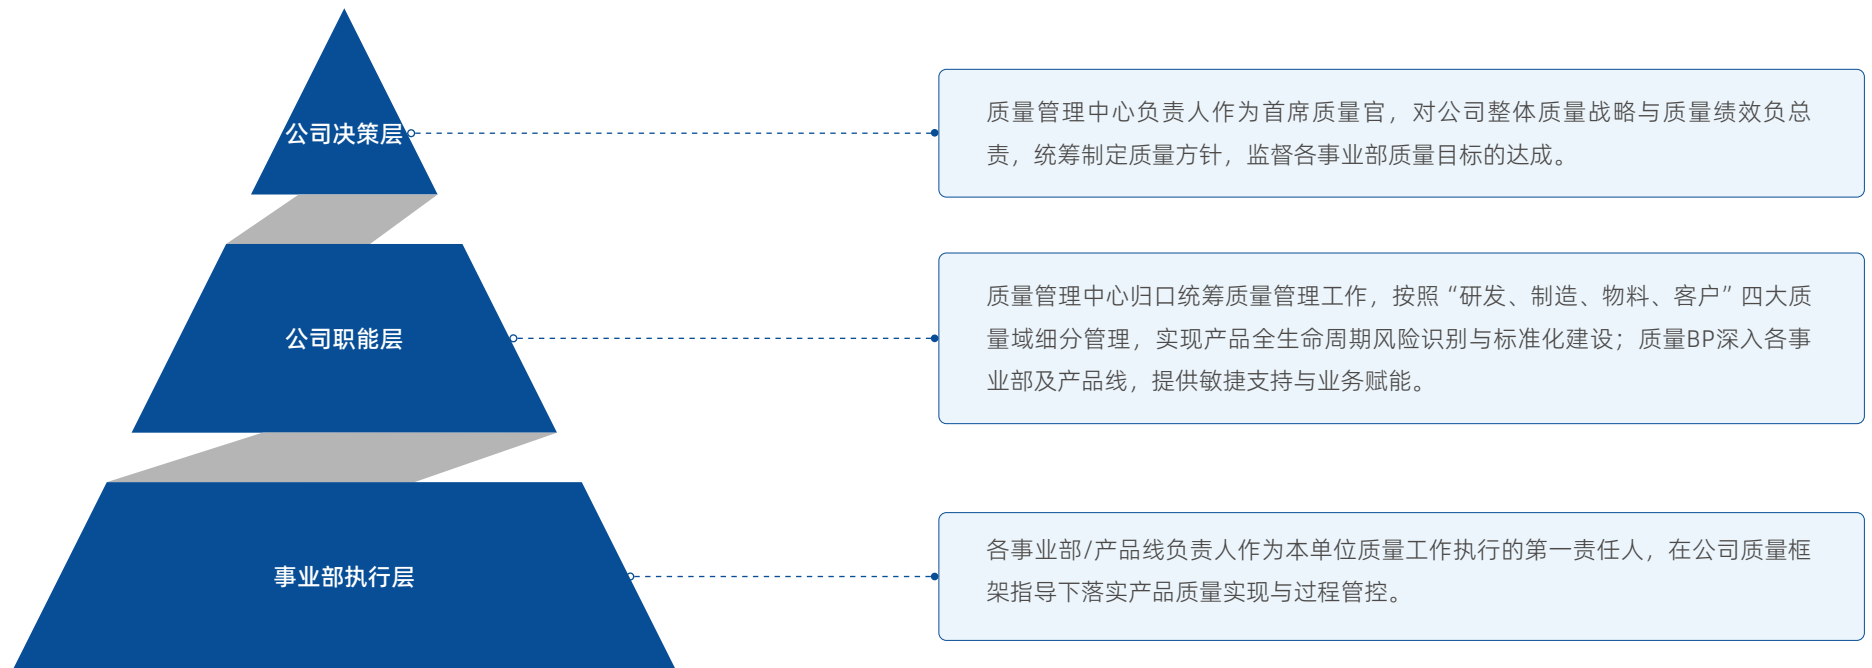 公司决策层
质量管理中心负责人作为首席质量官，对公司整体质量战略与质量绩效负总
责，统筹制定质量方针，监督各事业部质量目标的达成。
公司职能层
质量管理中心归口统筹质量管理工作，按照“研发、制造、物料、客户”四大质
量域细分管理，实现产品全生命周期风险识别与标准化建设；质量BP深入各事
业部及产品线，提供敏捷支持与业务赋能。
事业部执行层
各事业部/产品线负责人作为本单位质量工作执行的第一责任人，在公司质量框
架指导下落实产品质量实现与过程管控。